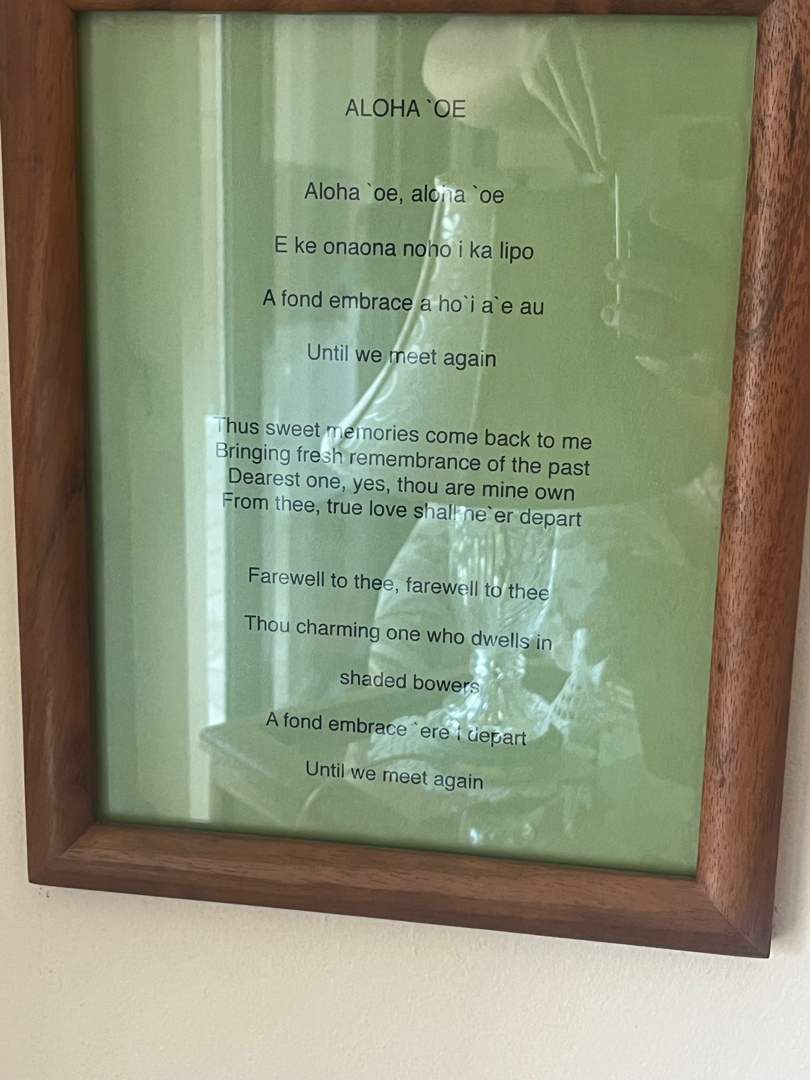 ALOHA `OE
Aloha `oe, aloha `oe
E ke onaona noho i ka lipo
A fond embrace a ho`i a`e au
Until we meet again
Thus sweet memories come back to me
Bringing fresh remembrance of the past
Dearest one, yes, thou are mine own
From thee, true love shall ne`er depart
Farewell to thee, farewell to thee
Thou charming one who dwells in
shaded bowers
A fond embrace `ere i depart
Until we meet again